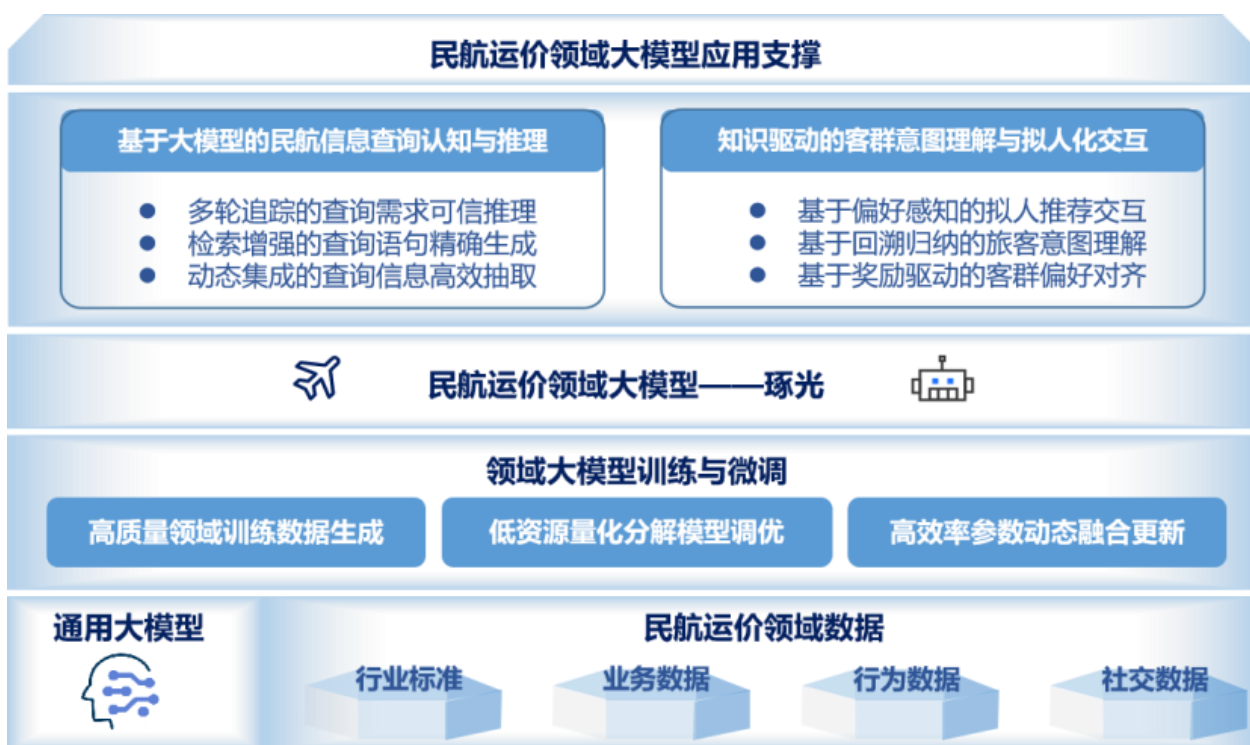 民航运价领域大模型应用支撑
基于大模型的民航信息查询认知与推理
多轮追踪的查询需求可信推理
检索增强的查询语句精确生成
动态集成的查询信息高效抽取
知识驱动的客群意图理解与拟人化交互
基于偏好感知的拟人推荐交互
基于回溯归纳的旅客意图理解
基于奖励驱动的客群偏好对齐
民航运价领域大模型——琢光
领域大模型训练与微调
高质量领域训练数据生成
低资源量化分解模型调优
高效率参数动态融合更新
通用大模型
民航运价领域数据
行业标准
业务数据
行为数据
社交数据